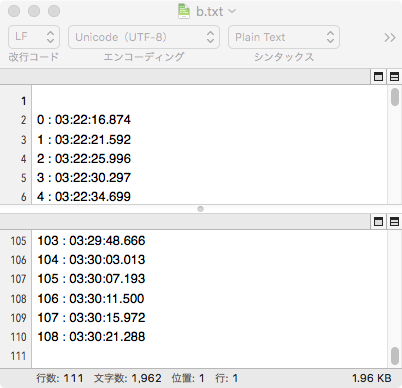 b.txt
LF
Unicode (UTF-8)
Plain Text
改行コード
エンコーディング
シンタックス
1
2 0 : 03:22:16.874
3 1 : 03:22:21.592
4 2 : 03:22:25.996
5 3 : 03:22:30.297
6 4 : 03:22:34.699
105 103 : 03:29:48.666
106 104 : 03:30:03.013
107 105 : 03:30:07.193
108 106 : 03:30:11.500
109 107 : 03:30:15.972
110 108 : 03:30:21.288
111
行数: 111 文字数: 1,962 位置: 1 行: 1 1.96 KB